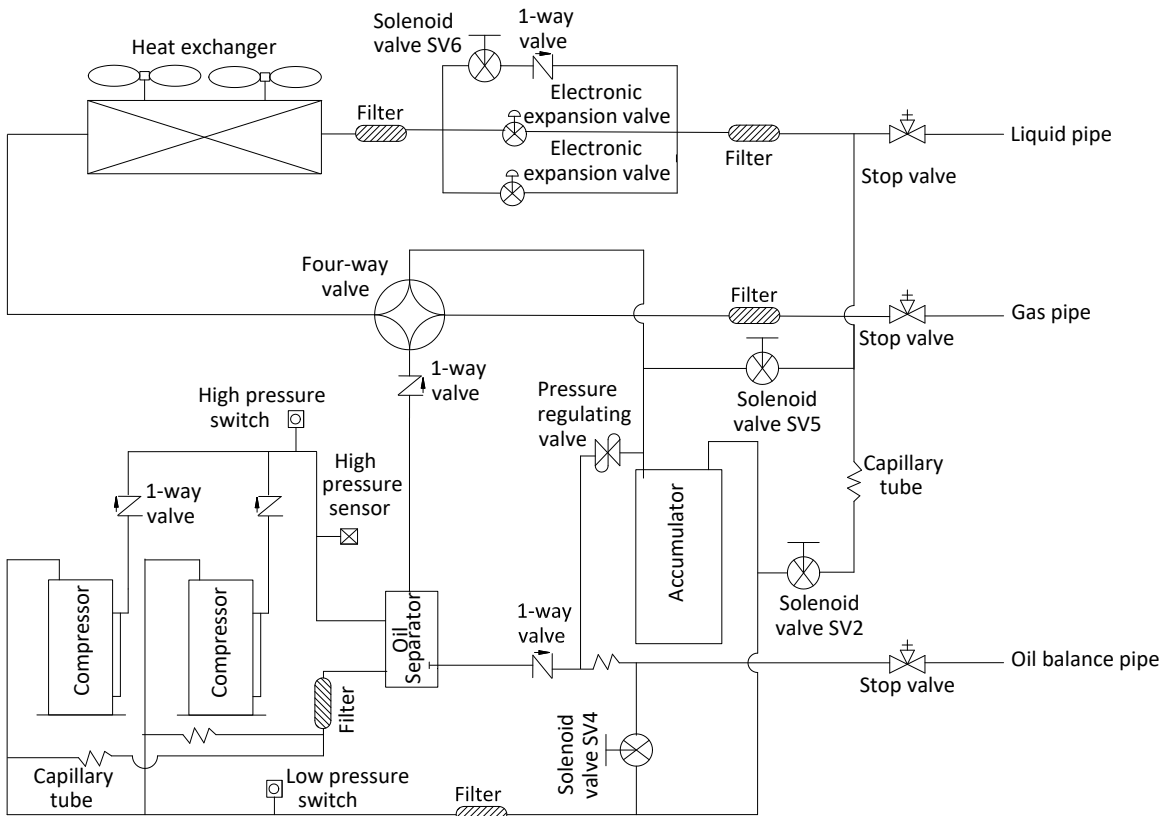 Solenoid
valve SV6
1-way
valve
Heat exchanger
Filter
Electronic
expansion valve
Electronic
expansion valve
Filter
Liquid pipe
Stop valve
Four-way
valve
Filter
Gas pipe
Stop valve
1-way
valve
High pressure
switch
Pressure
regulating
valve
Solenoid
valve SV5
High
pressure
sensor
1-way
valve
Capillary
tube
Accumulator
Compressor
Compressor
Oil
Separator
1-way
valve
Solenoid
valve SV2
Oil balance pipe
Stop valve
Filter
Solenoid
valve SV4
Capillary
tube
Low pressure
switch
Filter